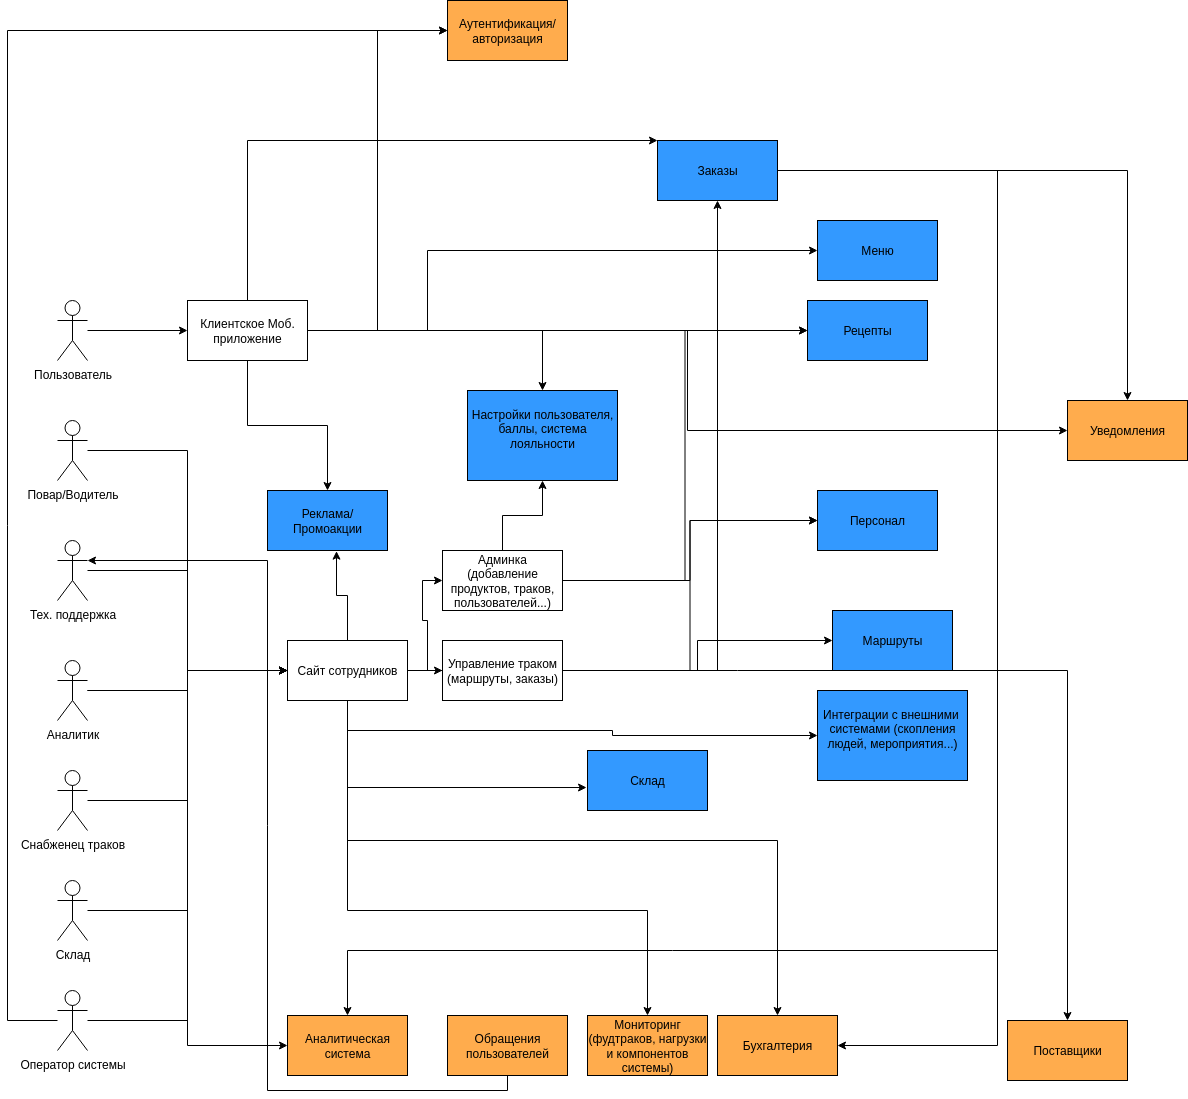 Аутентификация/
авторизация
Заказы
Меню
Клиентское Моб.
приложение
Рецепты
Пользователь
Настройки пользователя,
баллы, система
лояльности
Уведомления
Повар/Водитель
Реклама/
Промоакции
Персонал
Админка
(добавление
продуктов, траков,
пользователей...)
Тех. поддержка
Маршруты
Сайт сотрудников
Управление траком
(маршруты, заказы)
Интеграции с внешними
системами (скопления
людей, мероприятия...)
Аналитик
Склад
Снабженец траков
Склад
Аналитическая
система
Обращения
пользователей
Мониторинг
(фудтраков, нагрузки
и компонентов
системы)
Бухгалтерия
Поставщики
Оператор системы